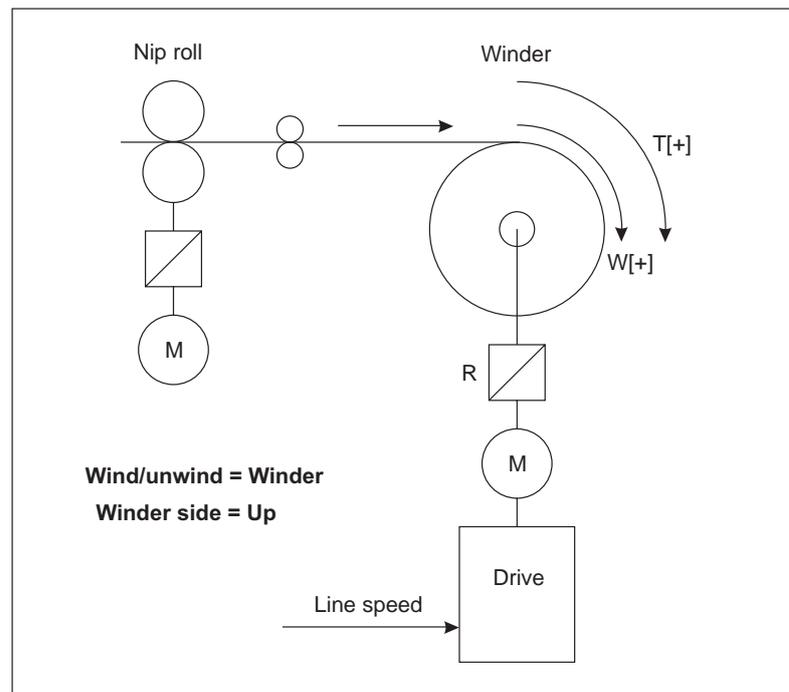 Nip roll
Winder
T[+]
W[+]
M
R
M
Wind/unwind = Winder
Winder side = Up
Drive
Line speed